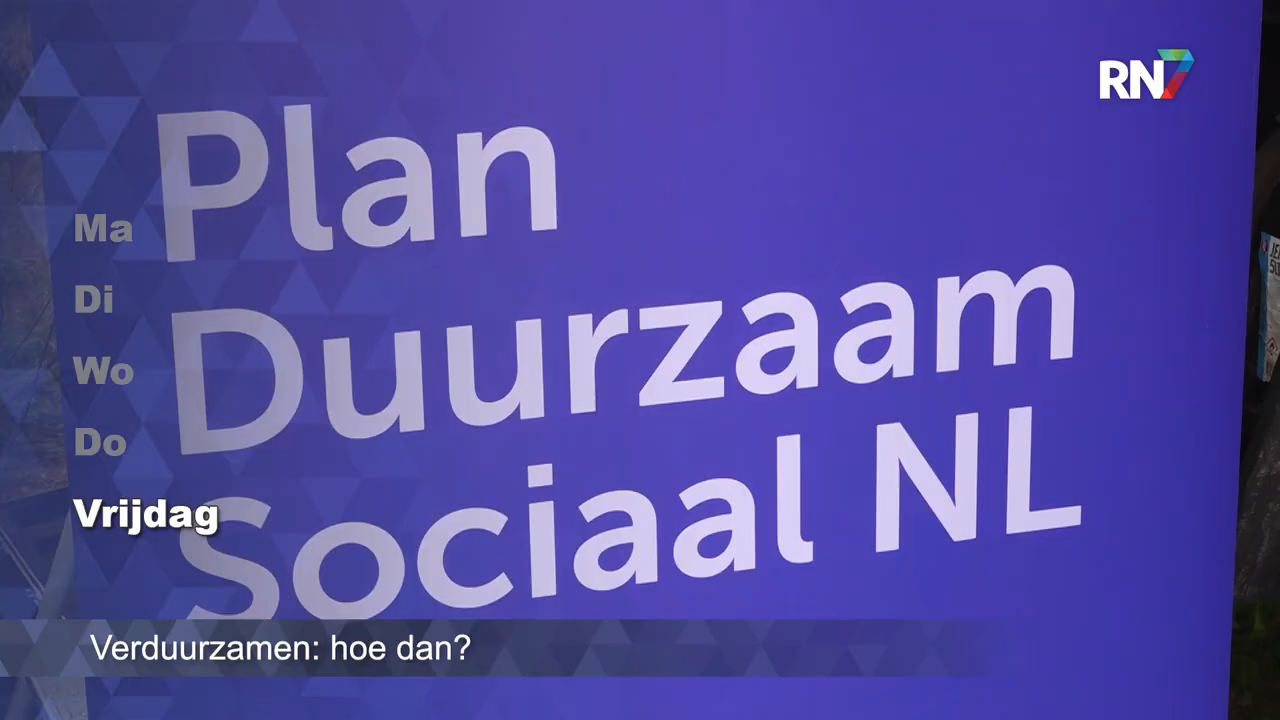 RN7
Plan
Duurzaam
Sociaal NL
Ma
Di
Wo
Do
Vrijdag
Verduurzamen: hoe dan?